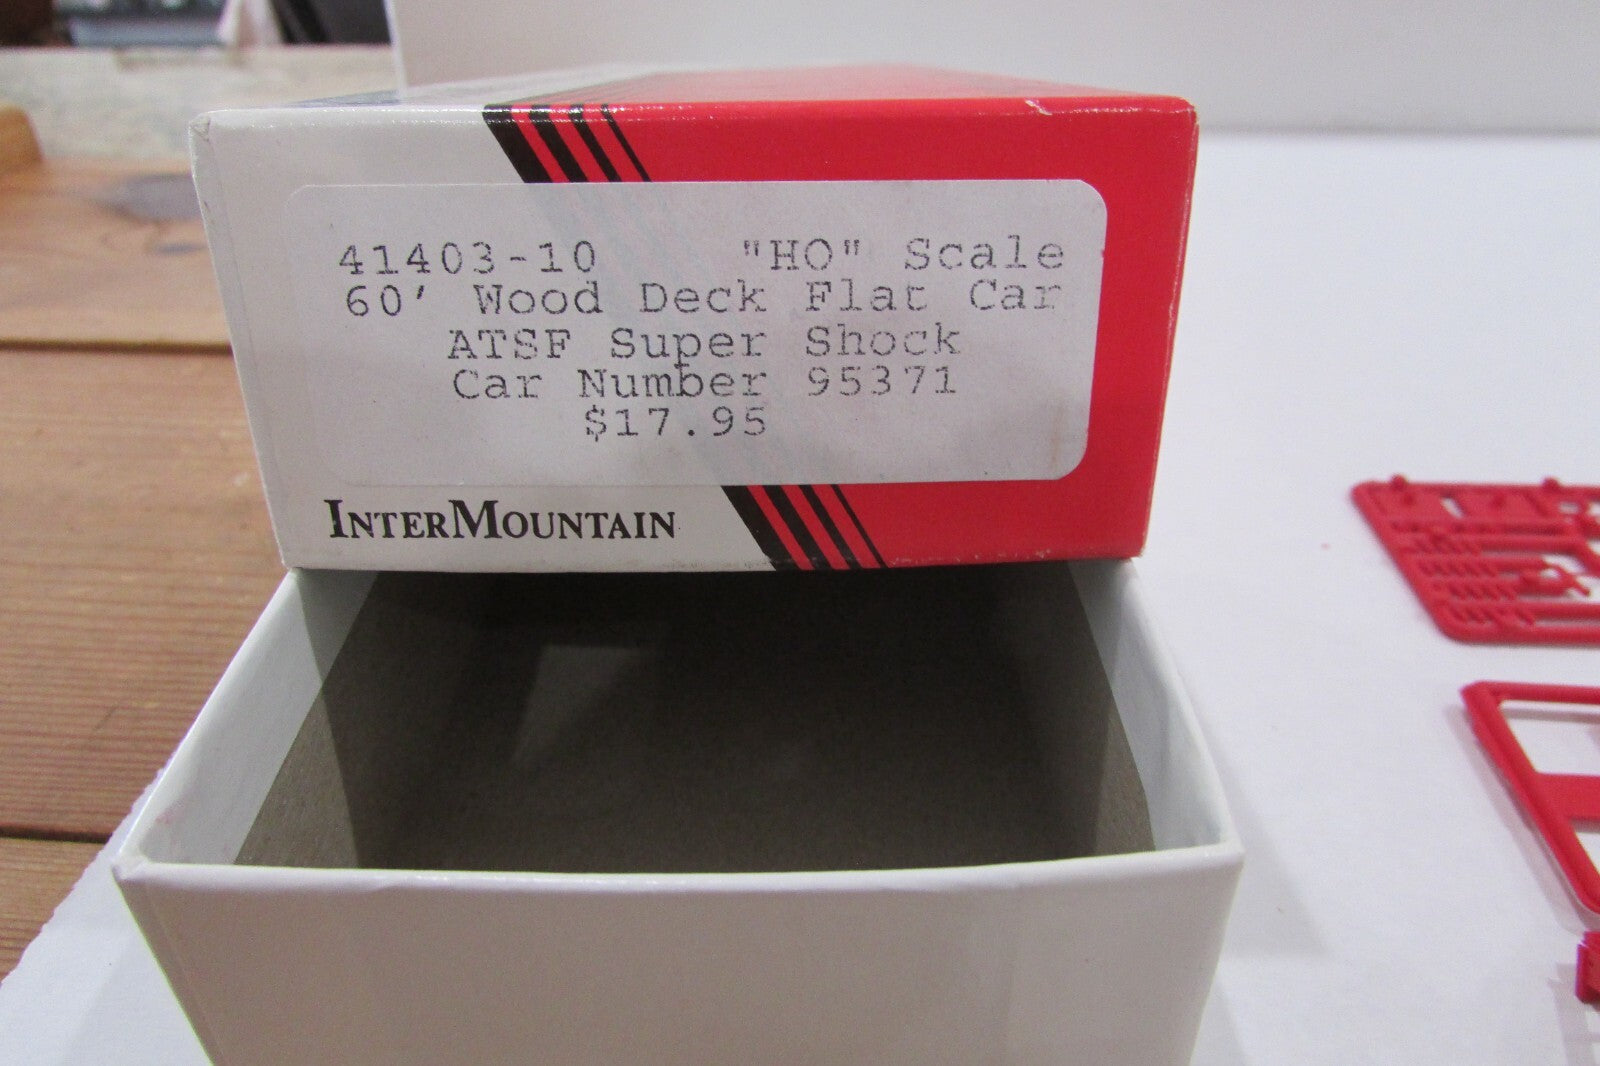 41403-10 "HO" Scale
60' Wood Deck Flat Car
ATSF Super Shock
Car Number 95371
$17.95
INTERMOUNTAIN